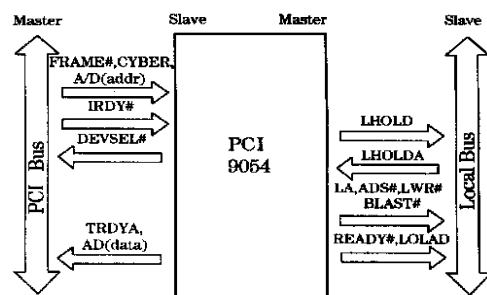 Master
Slave
Master
Slave
FRAME#,CYBER,
A/D(addr)
IRDY#
DEVSEL#
TRDYA,
AD(data)
PCI Bus
PCI
9054
LHOLD
LHOLDA
LA,ADS#,LWR#
BLAST#
READY#,LOLAD
Local Bus